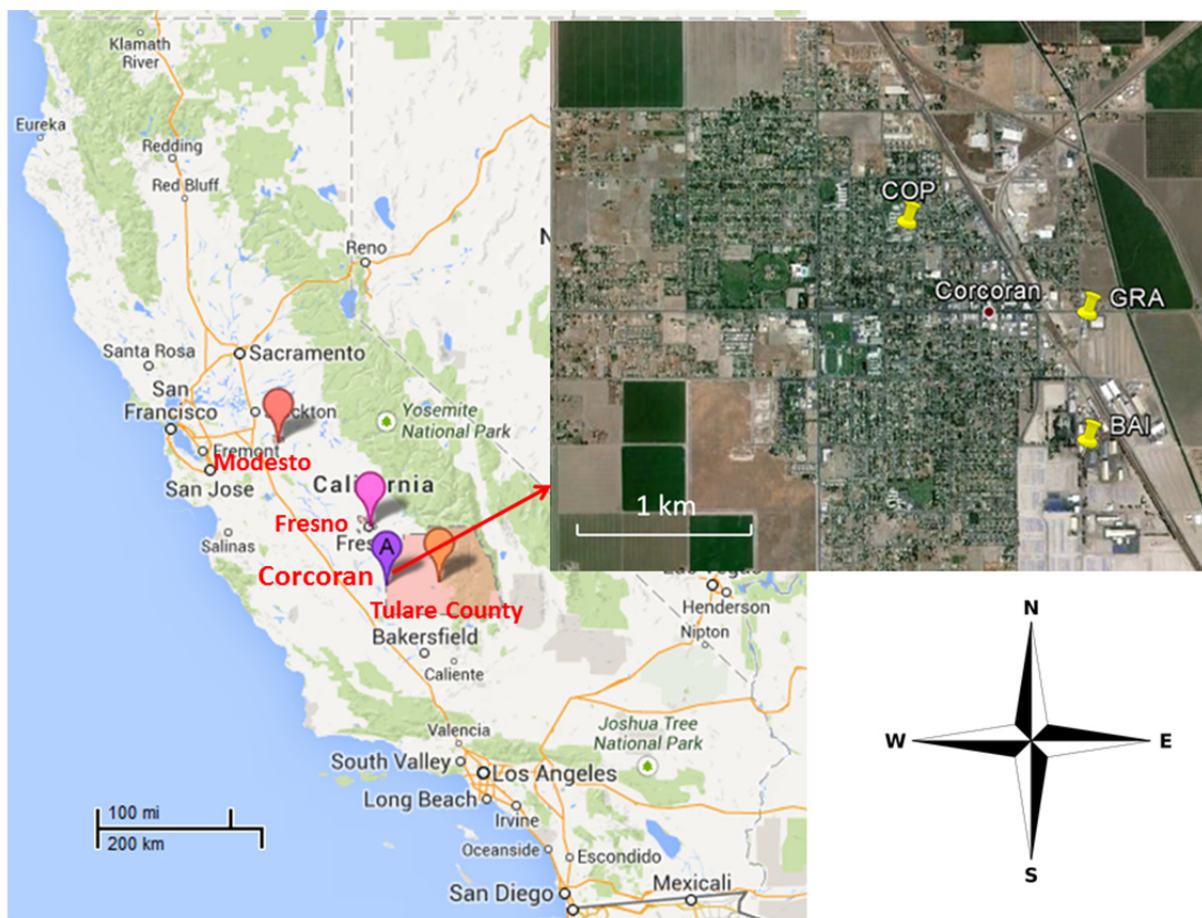 Klamath
River
Eureka
Redding
Red Bluff
Reno
N
Santa Rosa
Sacramento
San
Francisco
ckton
Yosemite
National Park
Fremont
Modesto
San Jose
California
Fresno
Fres
Salinas
A
Corcoran
Tulare County
Bakersfield
Caliente
Las Vegas
Henderson
Nipton
Joshua Tree
National Park
Valencia
South Valley
Los Angeles
Long Beach
Irvine
Oceanside
Escondido
San Diego
Mexicali
100 mi
200 km
COP
Corcoran
GRA
BAI
1 km
N
W
E
S